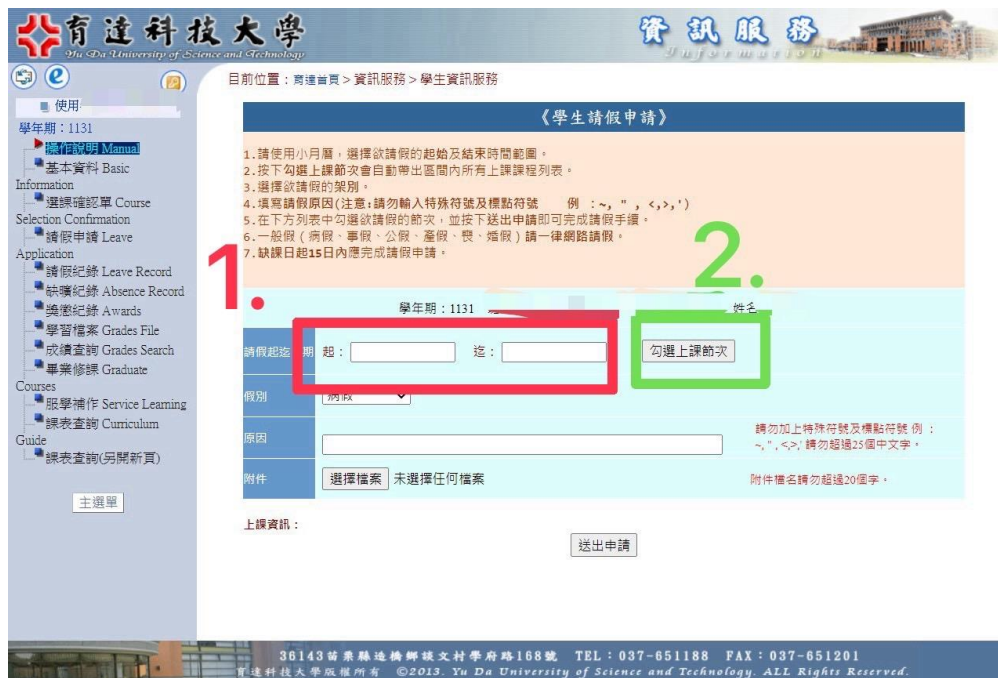 育達科技大學
Yu Da University of Science and Technology
資訊服務
Information
目前位置：育達首頁 > 資訊服務 > 學生資訊服務
使用
學年期：1131
操作說明 Manual
基本資料 Basic
Information
選課確認單 Course
Selection Confirmation
請假申請 Leave
Application
請假紀錄 Leave Record
缺曠紀錄 Absence Record
獎懲紀錄 Awards
學習檔案 Grades File
成績查詢 Grades Search
畢業修課 Graduate
Courses
服學補作 Service Learning
課表查詢 Curriculum
Guide
課表查詢(另開新頁)
主選單
《學生請假申請》
1.請使用小月曆，選擇欲請假的起始及結束時間範圍。
2.按下勾選上課節次會自動帶出區間內所有上課課程列表。
3.選擇欲請假的架別。
4.填寫請假原因(注意:請勿輸入特殊符號及標點符號 例 :~, " , <,>,')
5.在下方列表中勾選欲請假的節次，並按下送出申請即可完成請假手續。
6.一般假（病假、事假、公假、產假、喪、婚假）請一律網路請假。
7.缺課日起15日內應完成請假申請。
1.
2.
學年期：1131 姓名
請假起迄 期 起： 迄： 勾選上課節次
假別 病假
原因 請勿加上特殊符號及標點符號 例 ：
~, " , <,>,' 請勿超過25個中文字。
附件 選擇檔案 未選擇任何檔案 附件檔名請勿超過20個字。
上課資訊：
送出申請
36143苗栗縣造橋鄉談文村學府路168號 TEL：037-651188 FAX：037-651201
育達科技大學版權所有 ©2013. Yu Da University of Science and Technology. ALL Rights Reserved.